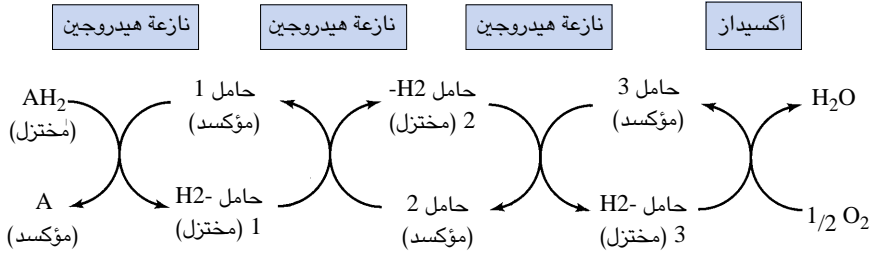 نازعة هيدروجين
نازعة هيدروجين
نازعة هيدروجين
أكسيداز
AH₂
(مُختزل)
حامل 1
(مؤكسد)
حامل H2-
2 (مختزل)
حامل 3
(مؤكسد)
H₂O
A
(مؤكسد)
حامل -H2
1 (مختزل)
حامل 2
(مؤكسد)
حامل -H2
3 (مختزل)
1/2 O₂